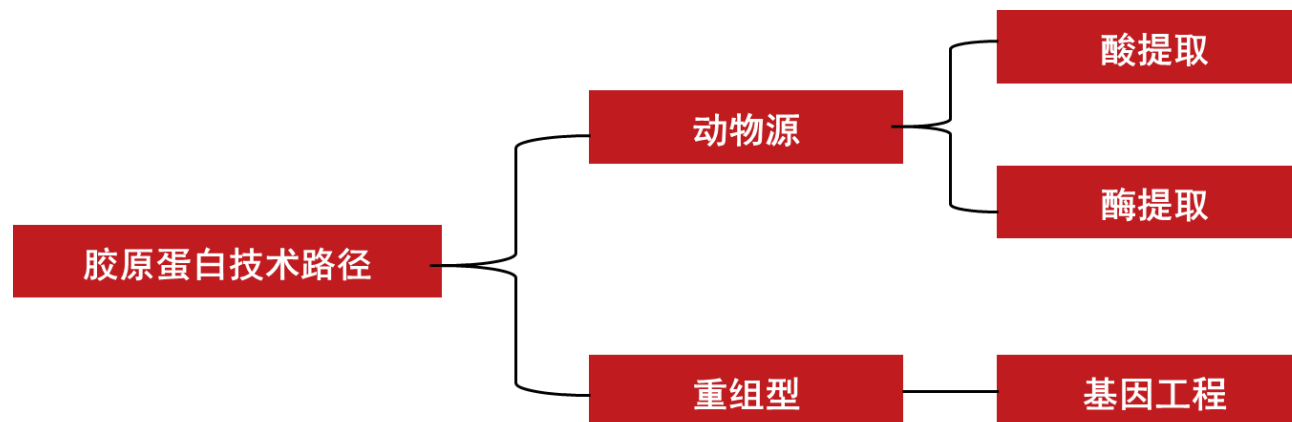 胶原蛋白技术路径
动物源
酸提取
酶提取
重组型
基因工程